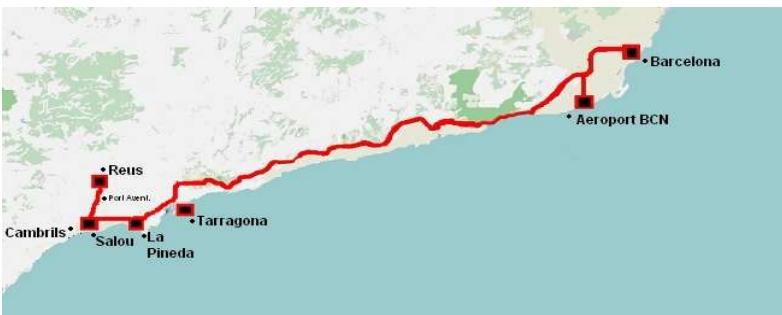 Barcelona
Aeroport BCN
Reus
Port Avent.
Tarragona
Cambrils
Salou
La
Pineda